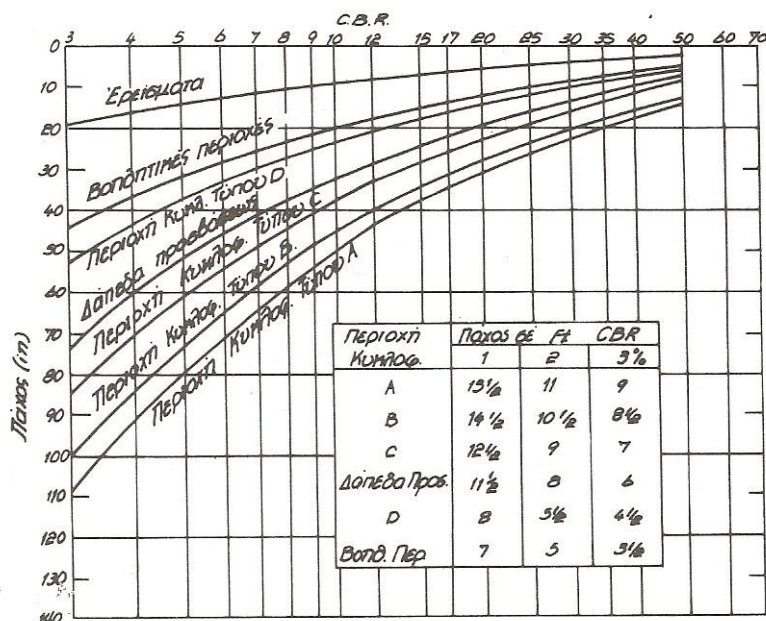 C.B.R.
3 4 5 6 7 8 9 10 12 15 17 20 25 30 35 40 50 60 70
0
10
20
30
40
50
60
70
80
90
100
110
120
130
140
Πάχος (in)
Ἐρείσματα
Βοηθητικές περιοχές
Περιοχή Κυκλ. Τύπου D
Δάπεδα προσβάσεως
Περιοχή Κυκλοφ. Τύπου C
Περιοχή Κυκλοφ. Τύπου B.
Περιοχή Κυκλοφ. Τύπου A
Περιοχή Πάχος σέ Ft CBR
Κυκλοφ. 1 2 3%
A 15½ 11 9
B 14½ 10½ 8½
C 12½ 9 7
Δάπεδα Προσ. 11½ 8 6
D 8 5½ 4½
Βοηθ. Περ 7 5 3½